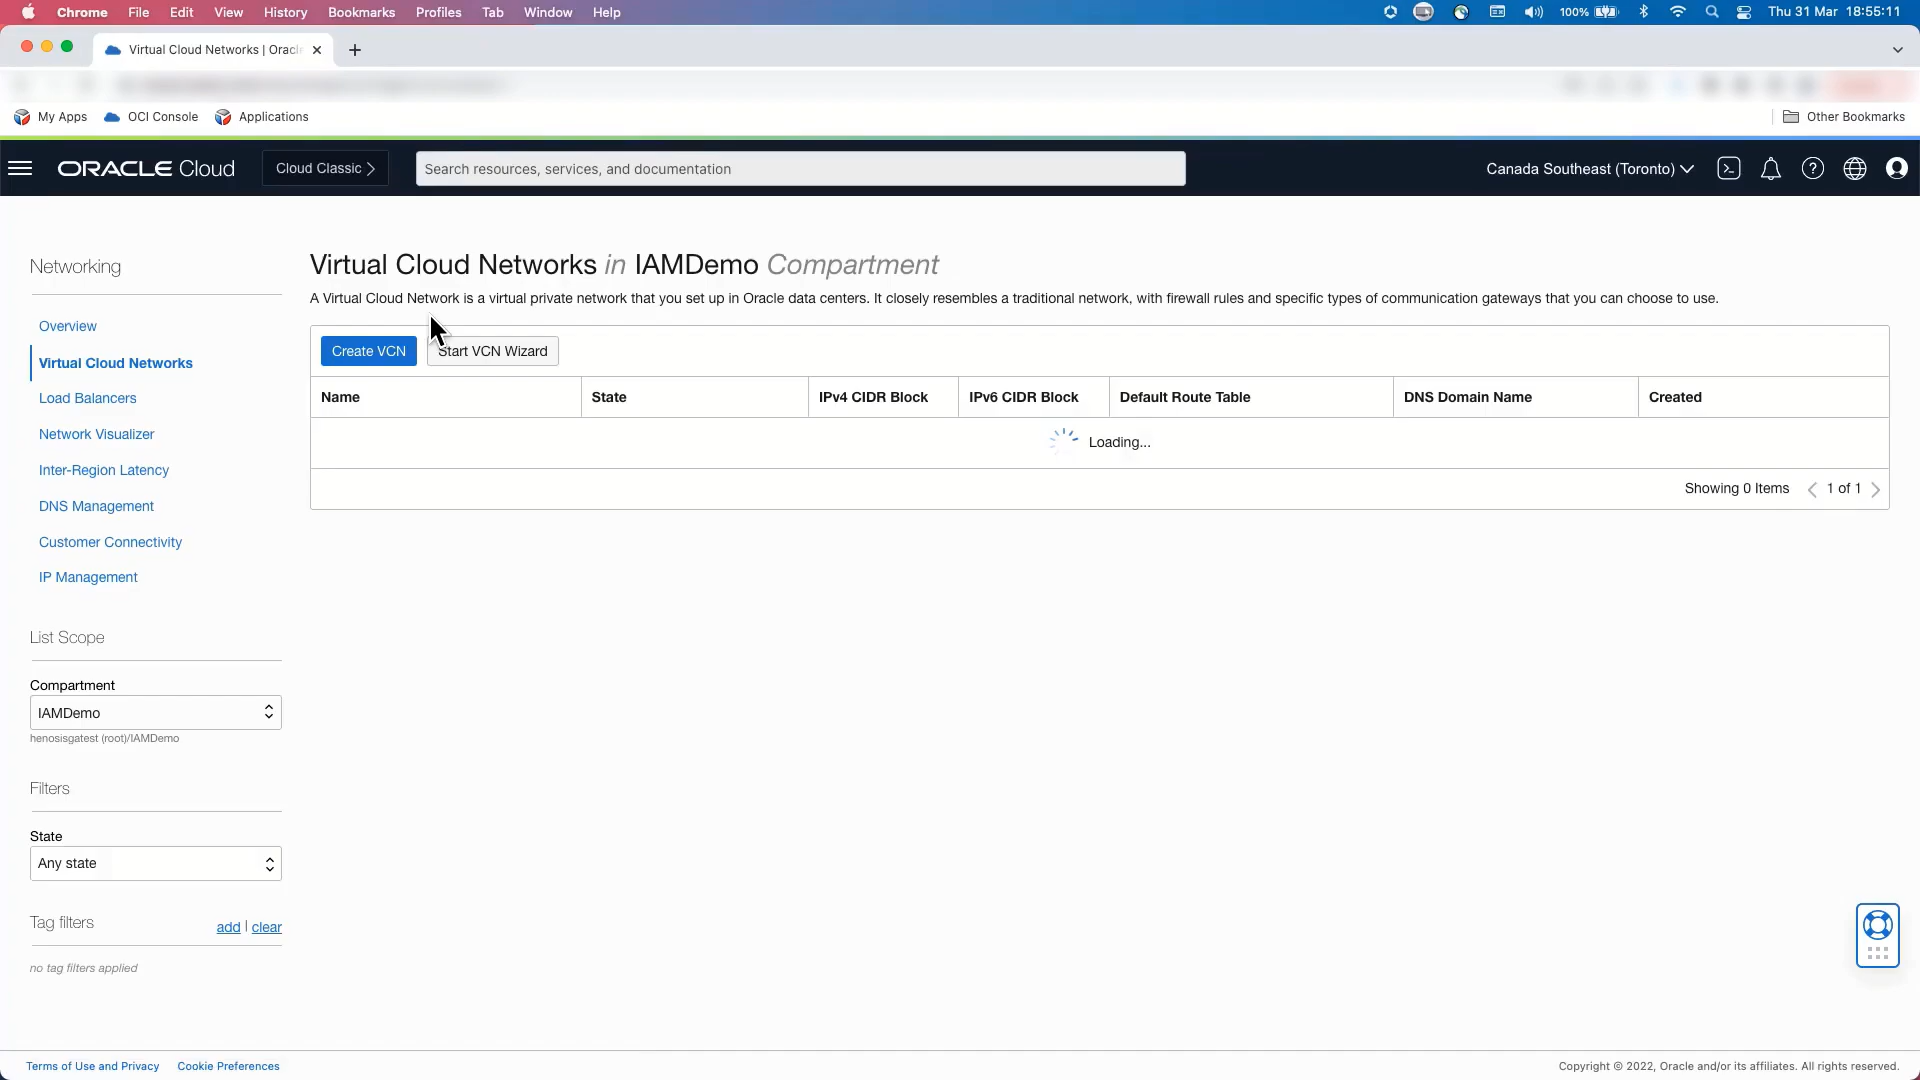 Chrome File Edit View History Bookmarks Profiles Tab Window Help 100% Thu 31 Mar 18:55:11
Virtual Cloud Networks | Oracle
My Apps OCI Console Applications Other Bookmarks
ORACLE Cloud Cloud Classic Search resources, services, and documentation Canada Southeast (Toronto)
Networking
Overview
Virtual Cloud Networks
Load Balancers
Network Visualizer
Inter-Region Latency
DNS Management
Customer Connectivity
IP Management
List Scope
Compartment
IAMDemo
henosisgatest (root)/IAMDemo
Filters
State
Any state
Tag filters add | clear
no tag filters applied
Virtual Cloud Networks in IAMDemo Compartment
A Virtual Cloud Network is a virtual private network that you set up in Oracle data centers. It closely resembles a traditional network, with firewall rules and specific types of communication gateways that you can choose to use.
Create VCN Start VCN Wizard
Name State IPv4 CIDR Block IPv6 CIDR Block Default Route Table DNS Domain Name Created
Loading...
Showing 0 Items < 1 of 1 >
Terms of Use and Privacy Cookie Preferences Copyright © 2022, Oracle and/or its affiliates. All rights reserved.